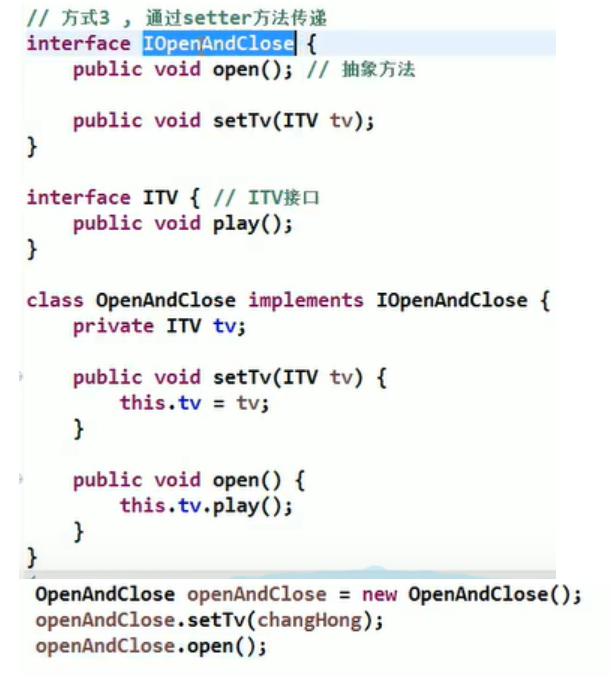 // 方式3 , 通过setter方法传递
interface IOpenAndClose {
    public void open(); // 抽象方法

    public void setTv(ITV tv);
}

interface ITV { // ITV接口
    public void play();
}

class OpenAndClose implements IOpenAndClose {
    private ITV tv;

    public void setTv(ITV tv) {
        this.tv = tv;
    }

    public void open() {
        this.tv.play();
    }
}
OpenAndClose openAndClose = new OpenAndClose();
openAndClose.setTv(changHong);
openAndClose.open();